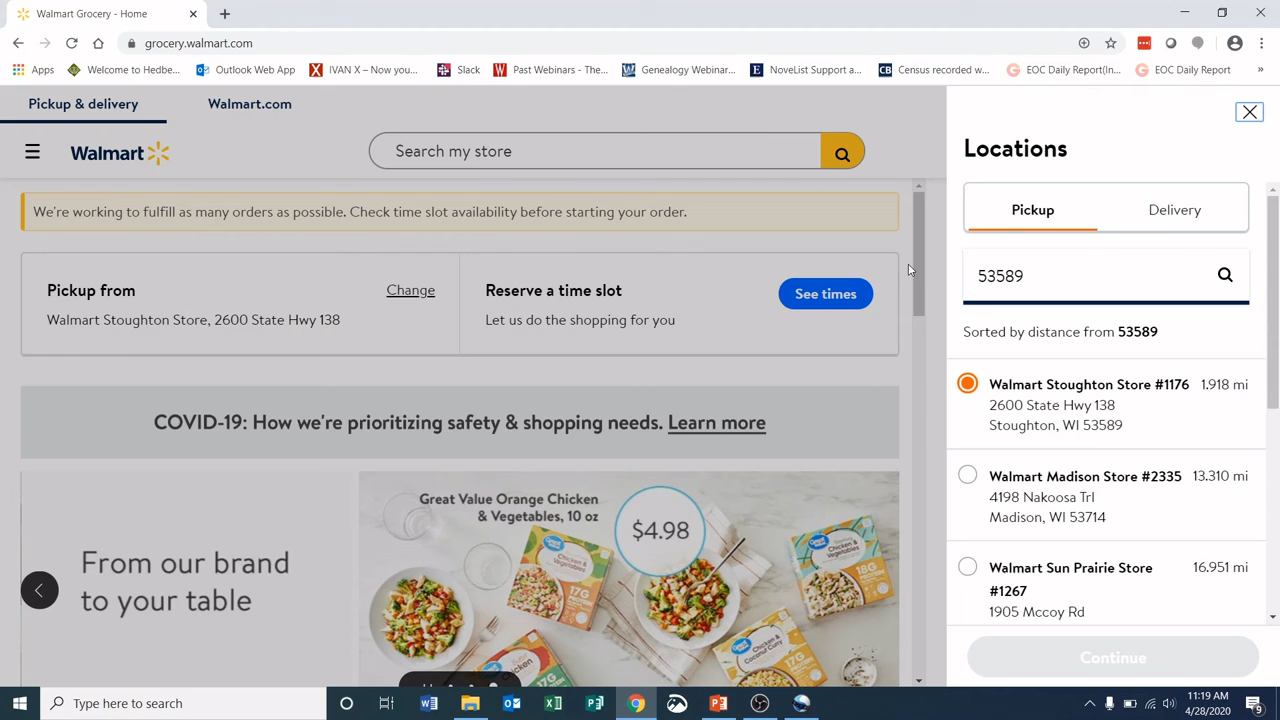 Walmart Grocery - Home
grocery.walmart.com
Apps
Welcome to Hedbe...
Outlook Web App
IVAN X – Now you...
Slack
Past Webinars - The...
Genealogy Webinar...
NoveList Support a...
Census recorded w...
EOC Daily Report(In...
EOC Daily Report
»
Pickup & delivery
Walmart.com
Walmart
Search my store
We're working to fulfill as many orders as possible. Check time slot availability before starting your order.
Pickup from
Change
Walmart Stoughton Store, 2600 State Hwy 138
Reserve a time slot
Let us do the shopping for you
See times
COVID-19: How we're prioritizing safety & shopping needs. Learn more
From our brand
to your table
Great Value Orange Chicken
& Vegetables, 10 oz
$4.98
Locations
Pickup
Delivery
53589
Sorted by distance from 53589
Walmart Stoughton Store #1176 1.918 mi
2600 State Hwy 138
Stoughton, WI 53589
Walmart Madison Store #2335 13.310 mi
4198 Nakoosa Trl
Madison, WI 53714
Walmart Sun Prairie Store 16.951 mi
#1267
1905 Mccoy Rd
Continue
Type here to search
11:19 AM
4/28/2020